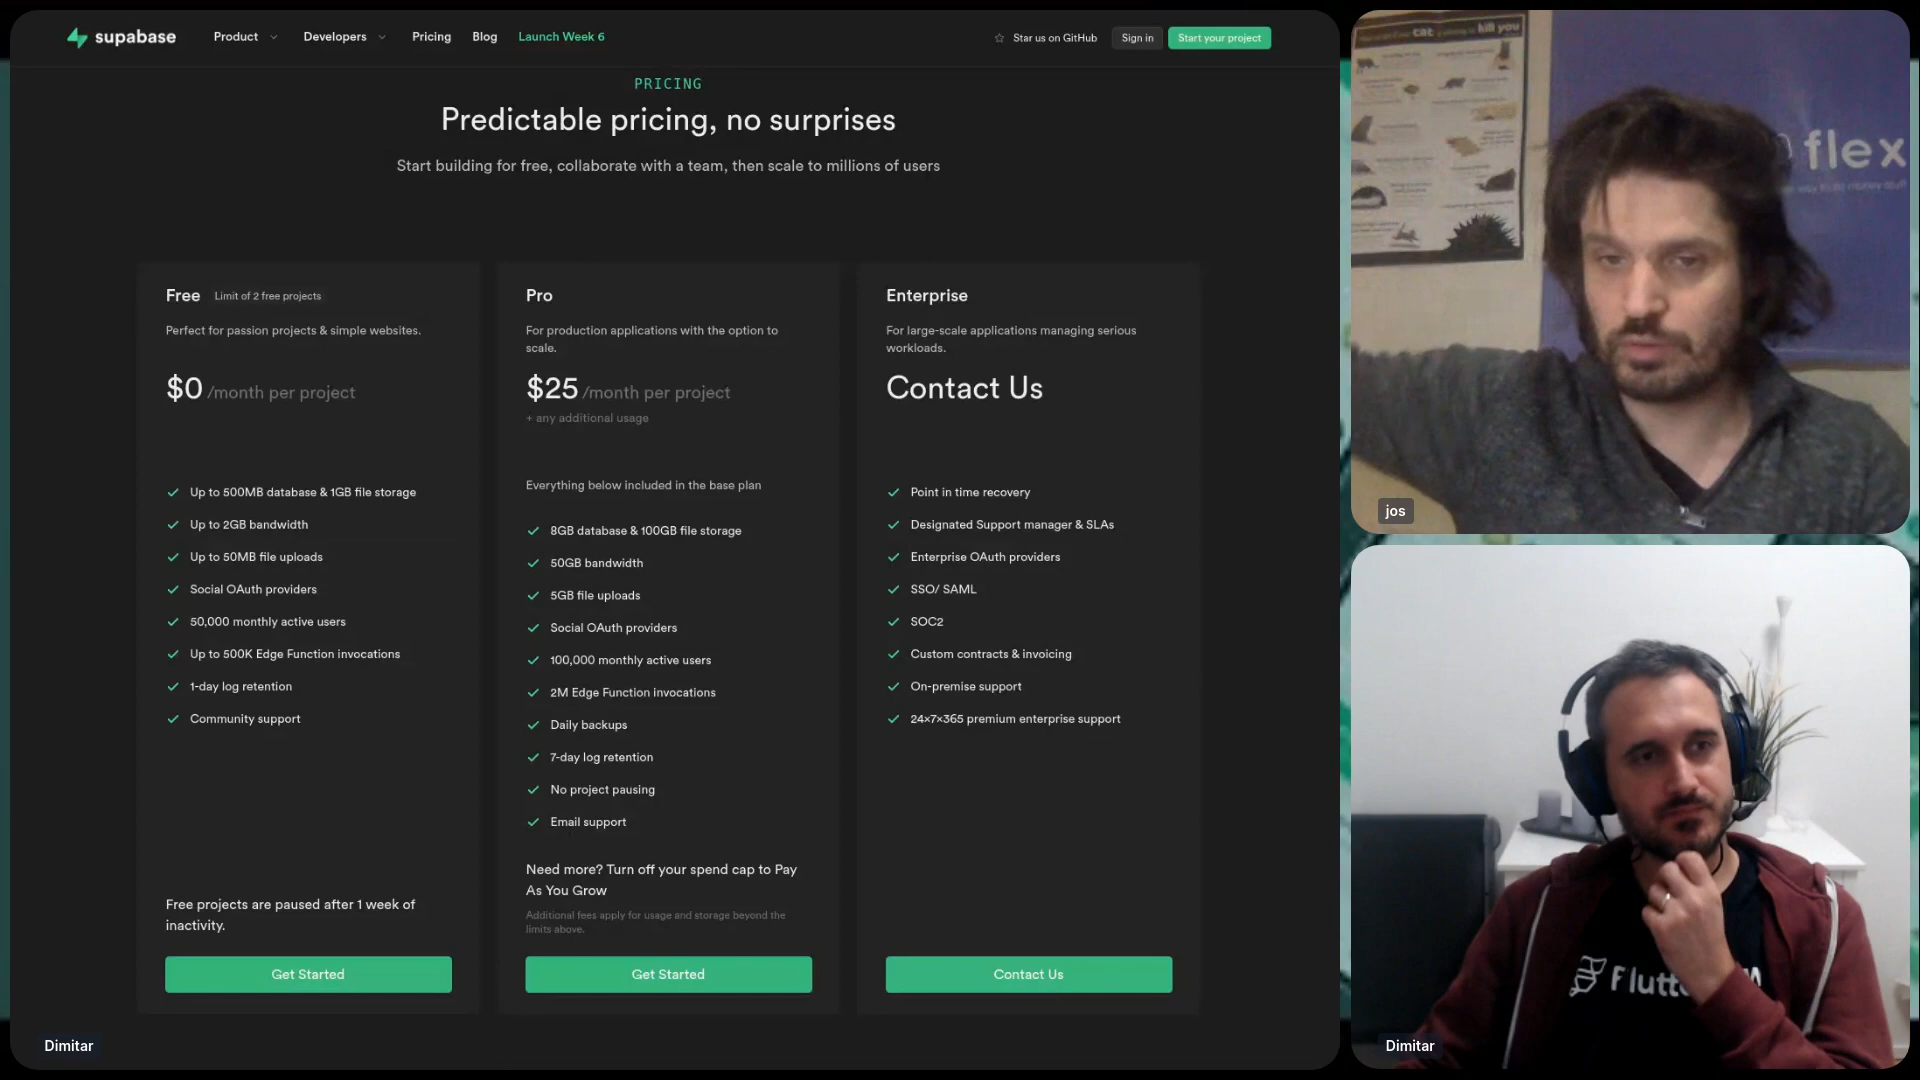 supabase
Product
Developers
Pricing
Blog
Launch Week 6
Star us on GitHub
Sign in
Start your project
PRICING
Predictable pricing, no surprises
Start building for free, collaborate with a team, then scale to millions of users
Free
Limit of 2 free projects
Perfect for passion projects & simple websites.
$0 /month per project
Up to 500MB database & 1GB file storage
Up to 2GB bandwidth
Up to 50MB file uploads
Social OAuth providers
50,000 monthly active users
Up to 500K Edge Function invocations
1-day log retention
Community support
Free projects are paused after 1 week of
inactivity.
Get Started
Pro
For production applications with the option to
scale.
$25 /month per project
+ any additional usage
Everything below included in the base plan
8GB database & 100GB file storage
50GB bandwidth
5GB file uploads
Social OAuth providers
100,000 monthly active users
2M Edge Function invocations
Daily backups
7-day log retention
No project pausing
Email support
Need more? Turn off your spend cap to Pay
As You Grow
Additional fees apply for usage and storage beyond the
limits above.
Get Started
Enterprise
For large-scale applications managing serious
workloads.
Contact Us
Point in time recovery
Designated Support manager & SLAs
Enterprise OAuth providers
SSO/ SAML
SOC2
Custom contracts & invoicing
On-premise support
24×7×365 premium enterprise support
Contact Us
Dimitar
cat
kill you
flex
jos
Dimitar